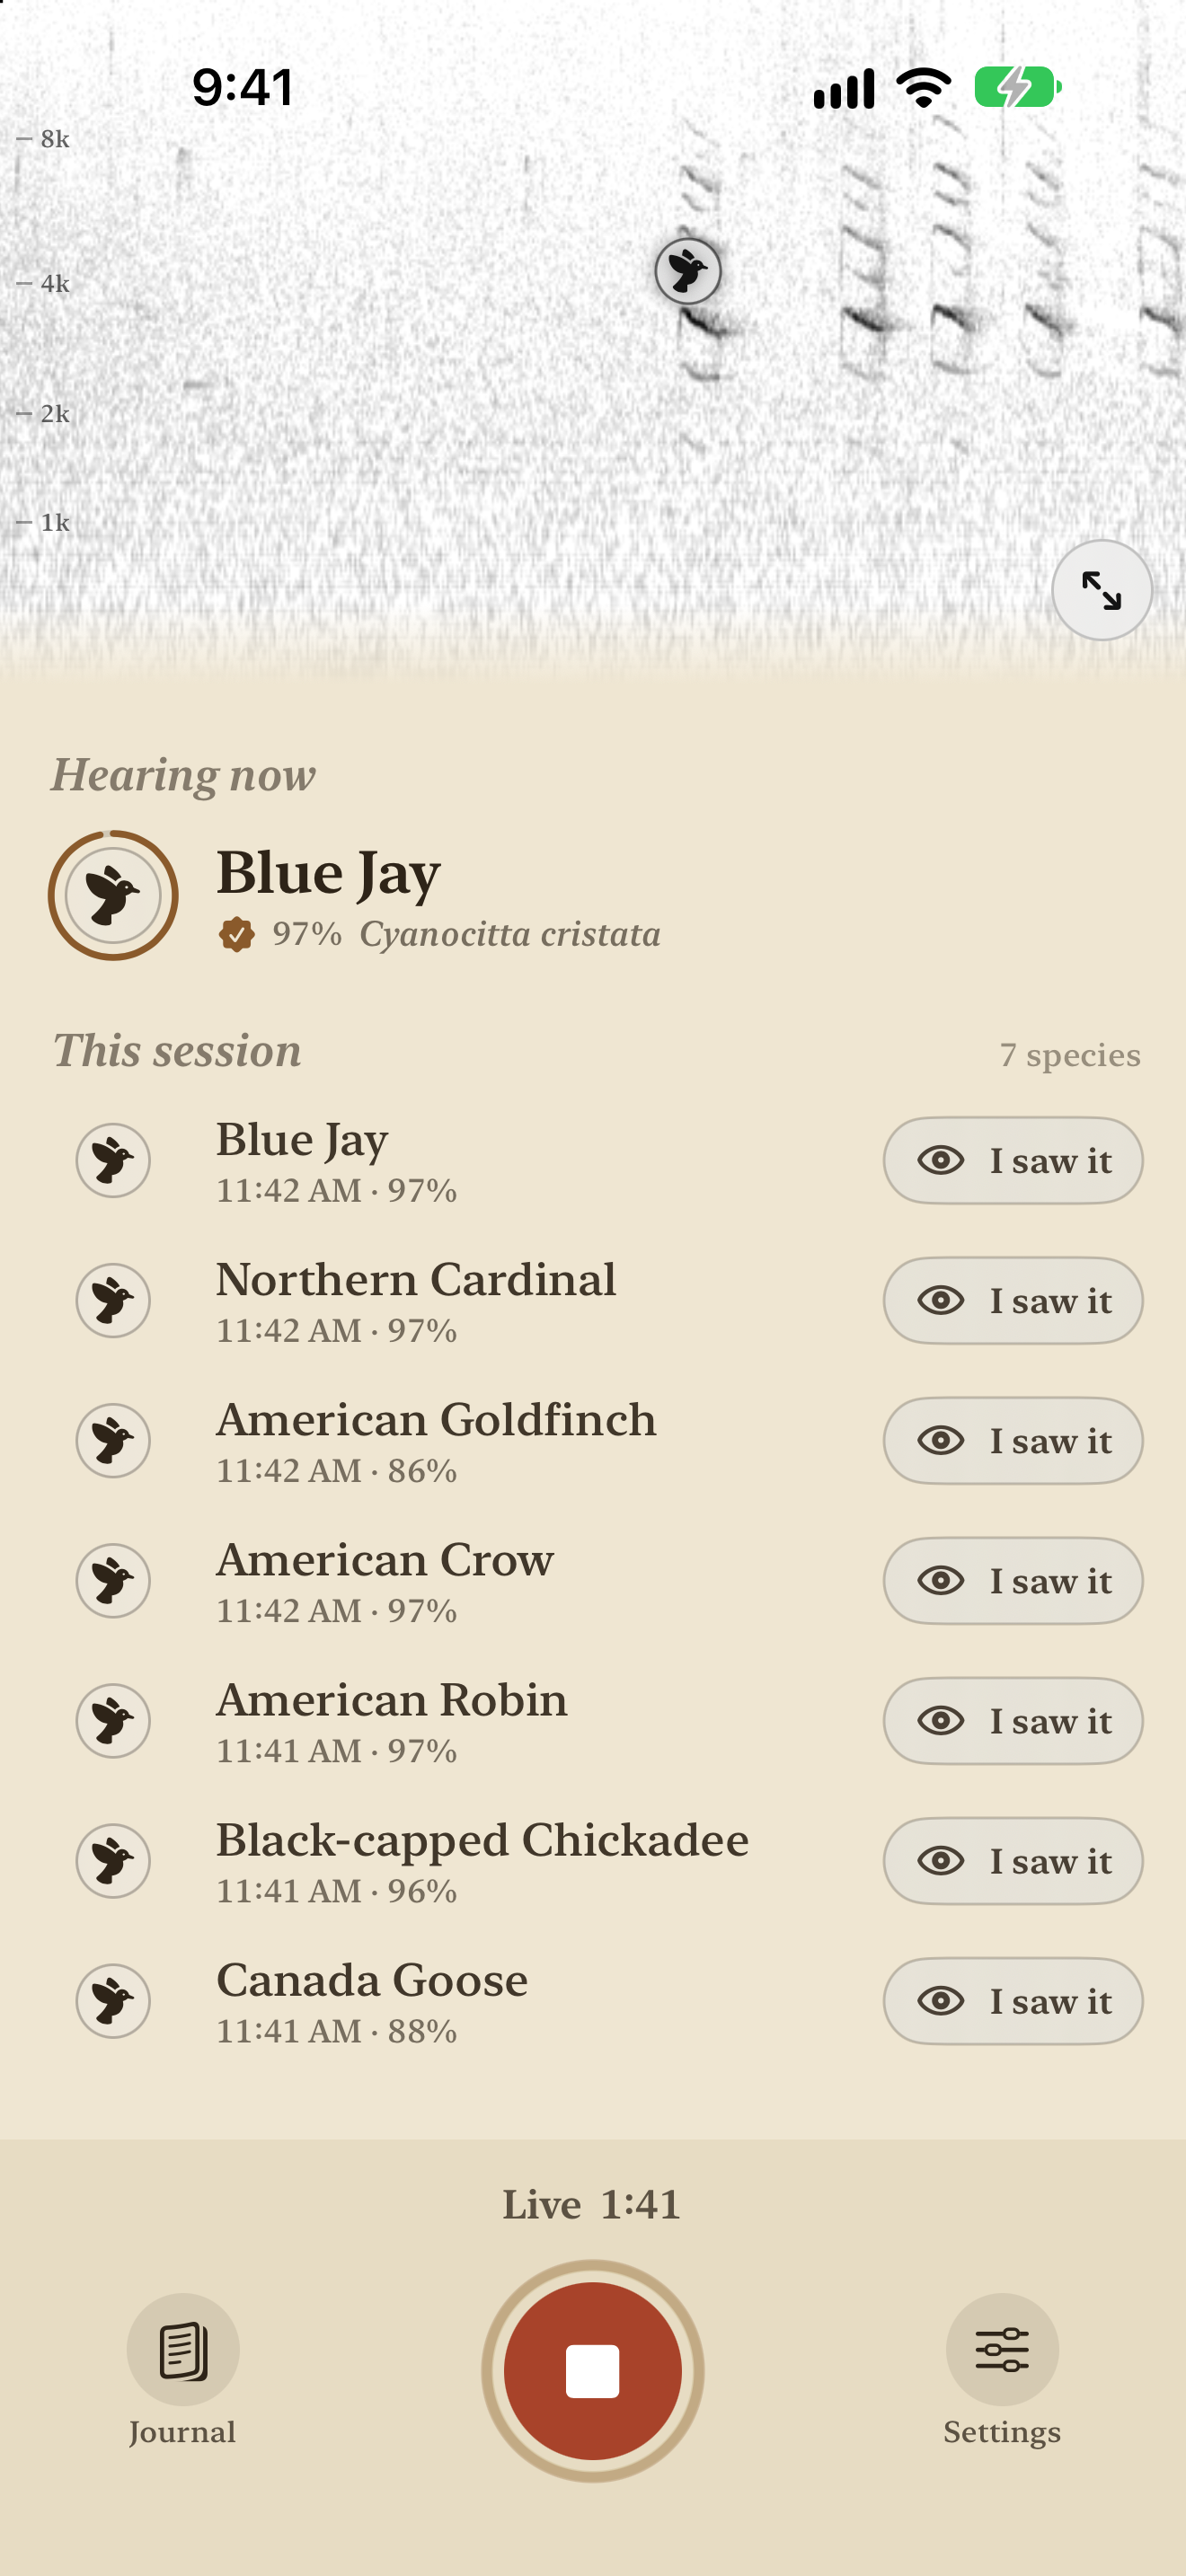 9:41
8k
4k
2k
1k
Hearing now
Blue Jay
97% Cyanocitta cristata
This session
7 species
Blue Jay
11:42 AM · 97%
I saw it
Northern Cardinal
11:42 AM · 97%
I saw it
American Goldfinch
11:42 AM · 86%
I saw it
American Crow
11:42 AM · 97%
I saw it
American Robin
11:41 AM · 97%
I saw it
Black-capped Chickadee
11:41 AM · 96%
I saw it
Canada Goose
11:41 AM · 88%
I saw it
Live 1:41
Journal
Settings